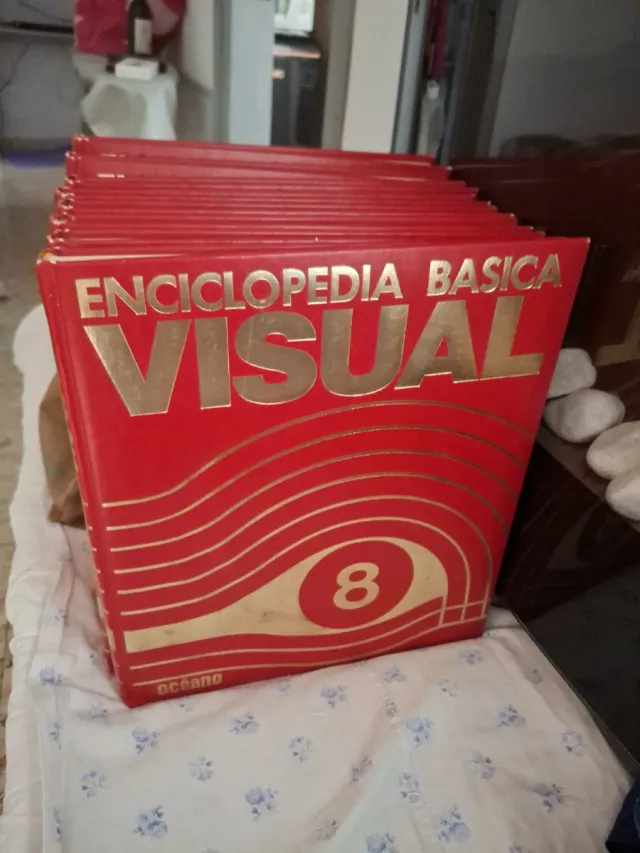 ENCICLOPEDIA BASICA
VISUAL
8
océano